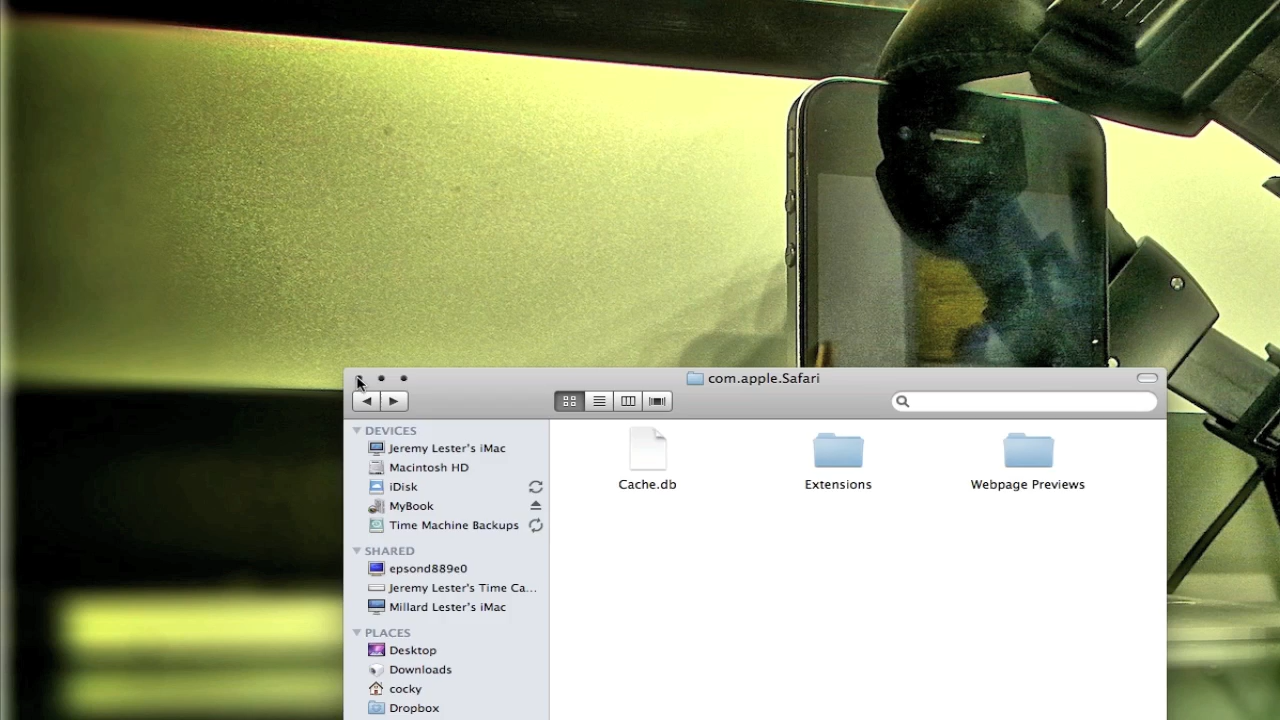 com.apple.Safari
DEVICES
Jeremy Lester's iMac
Macintosh HD
iDisk
MyBook
Time Machine Backups
SHARED
epsond889e0
Jeremy Lester's Time Ca...
Millard Lester's iMac
PLACES
Desktop
Downloads
cocky
Dropbox
Cache.db
Extensions
Webpage Previews